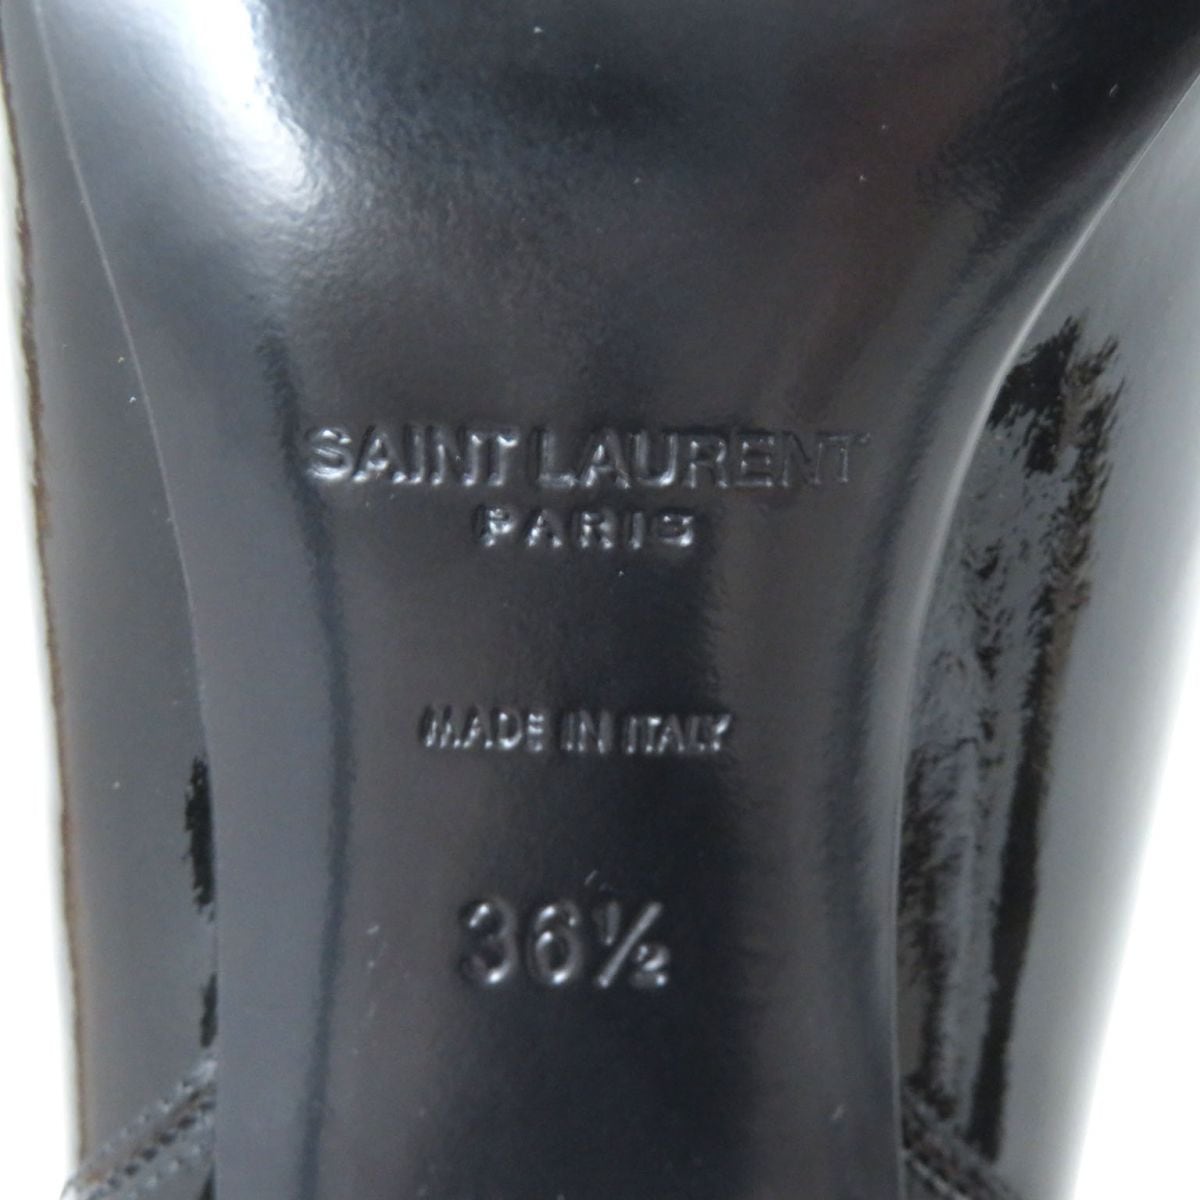 SAINT LAURENT
PARIS
MADE IN ITALY
36½